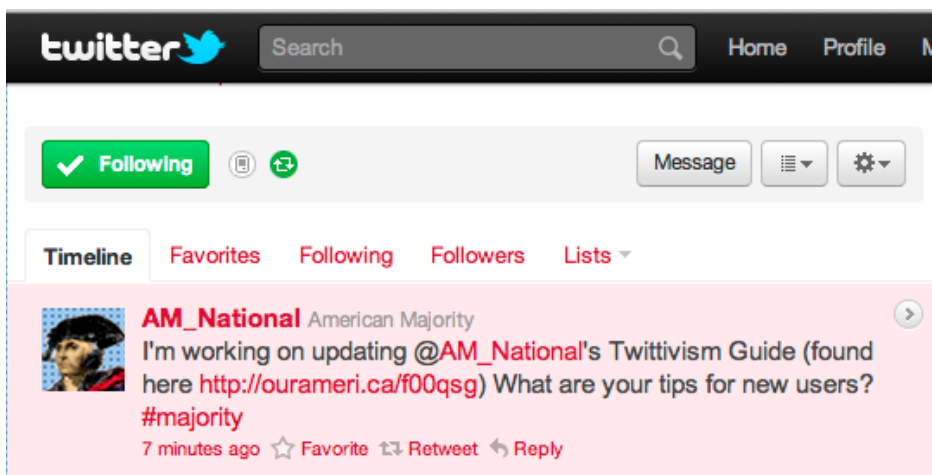 twitter Search Home Profile M
Following Message
Timeline Favorites Following Followers Lists
AM_National American Majority
I'm working on updating @AM_National's Twittivism Guide (found
here http://ourameri.ca/f00qsg) What are your tips for new users?
#majority
7 minutes ago Favorite Retweet Reply